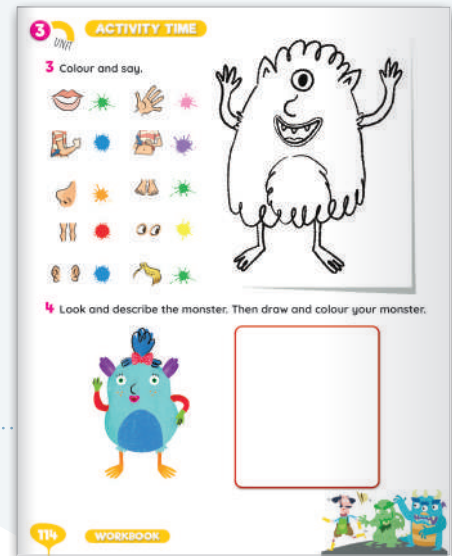 3
UNIT
ACTIVITY TIME
3 Colour and say.
4 Look and describe the monster. Then draw and colour your monster.
114
WORKBOOK